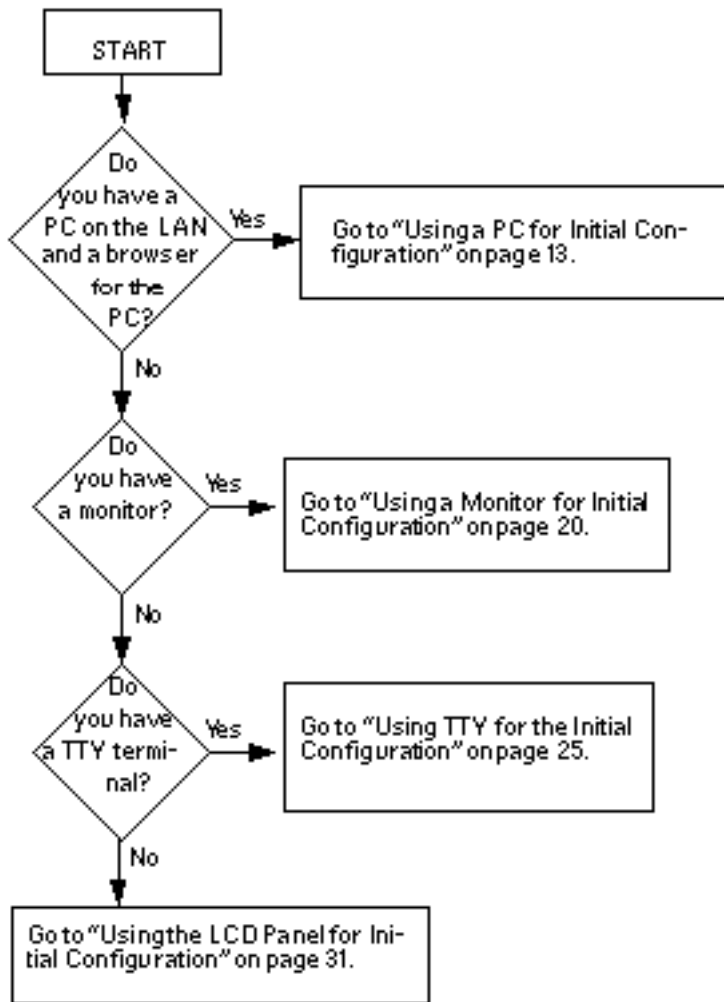 START
Do
you have a
PC on the LAN
and a browser
for the
PC?
Yes
Go to "Using a PC for Initial Con-
figuration" on page 13.
No
Do
you have
a monitor?
Yes
Go to "Using a Monitor for Initial
Configuration" on page 20.
No
Do
you have
a TTY termi-
nal?
Yes
Go to "Using TTY for the Initial
Configuration" on page 25.
No
Go to "Using the LCD Panel for Ini-
tial Configuration" on page 31.